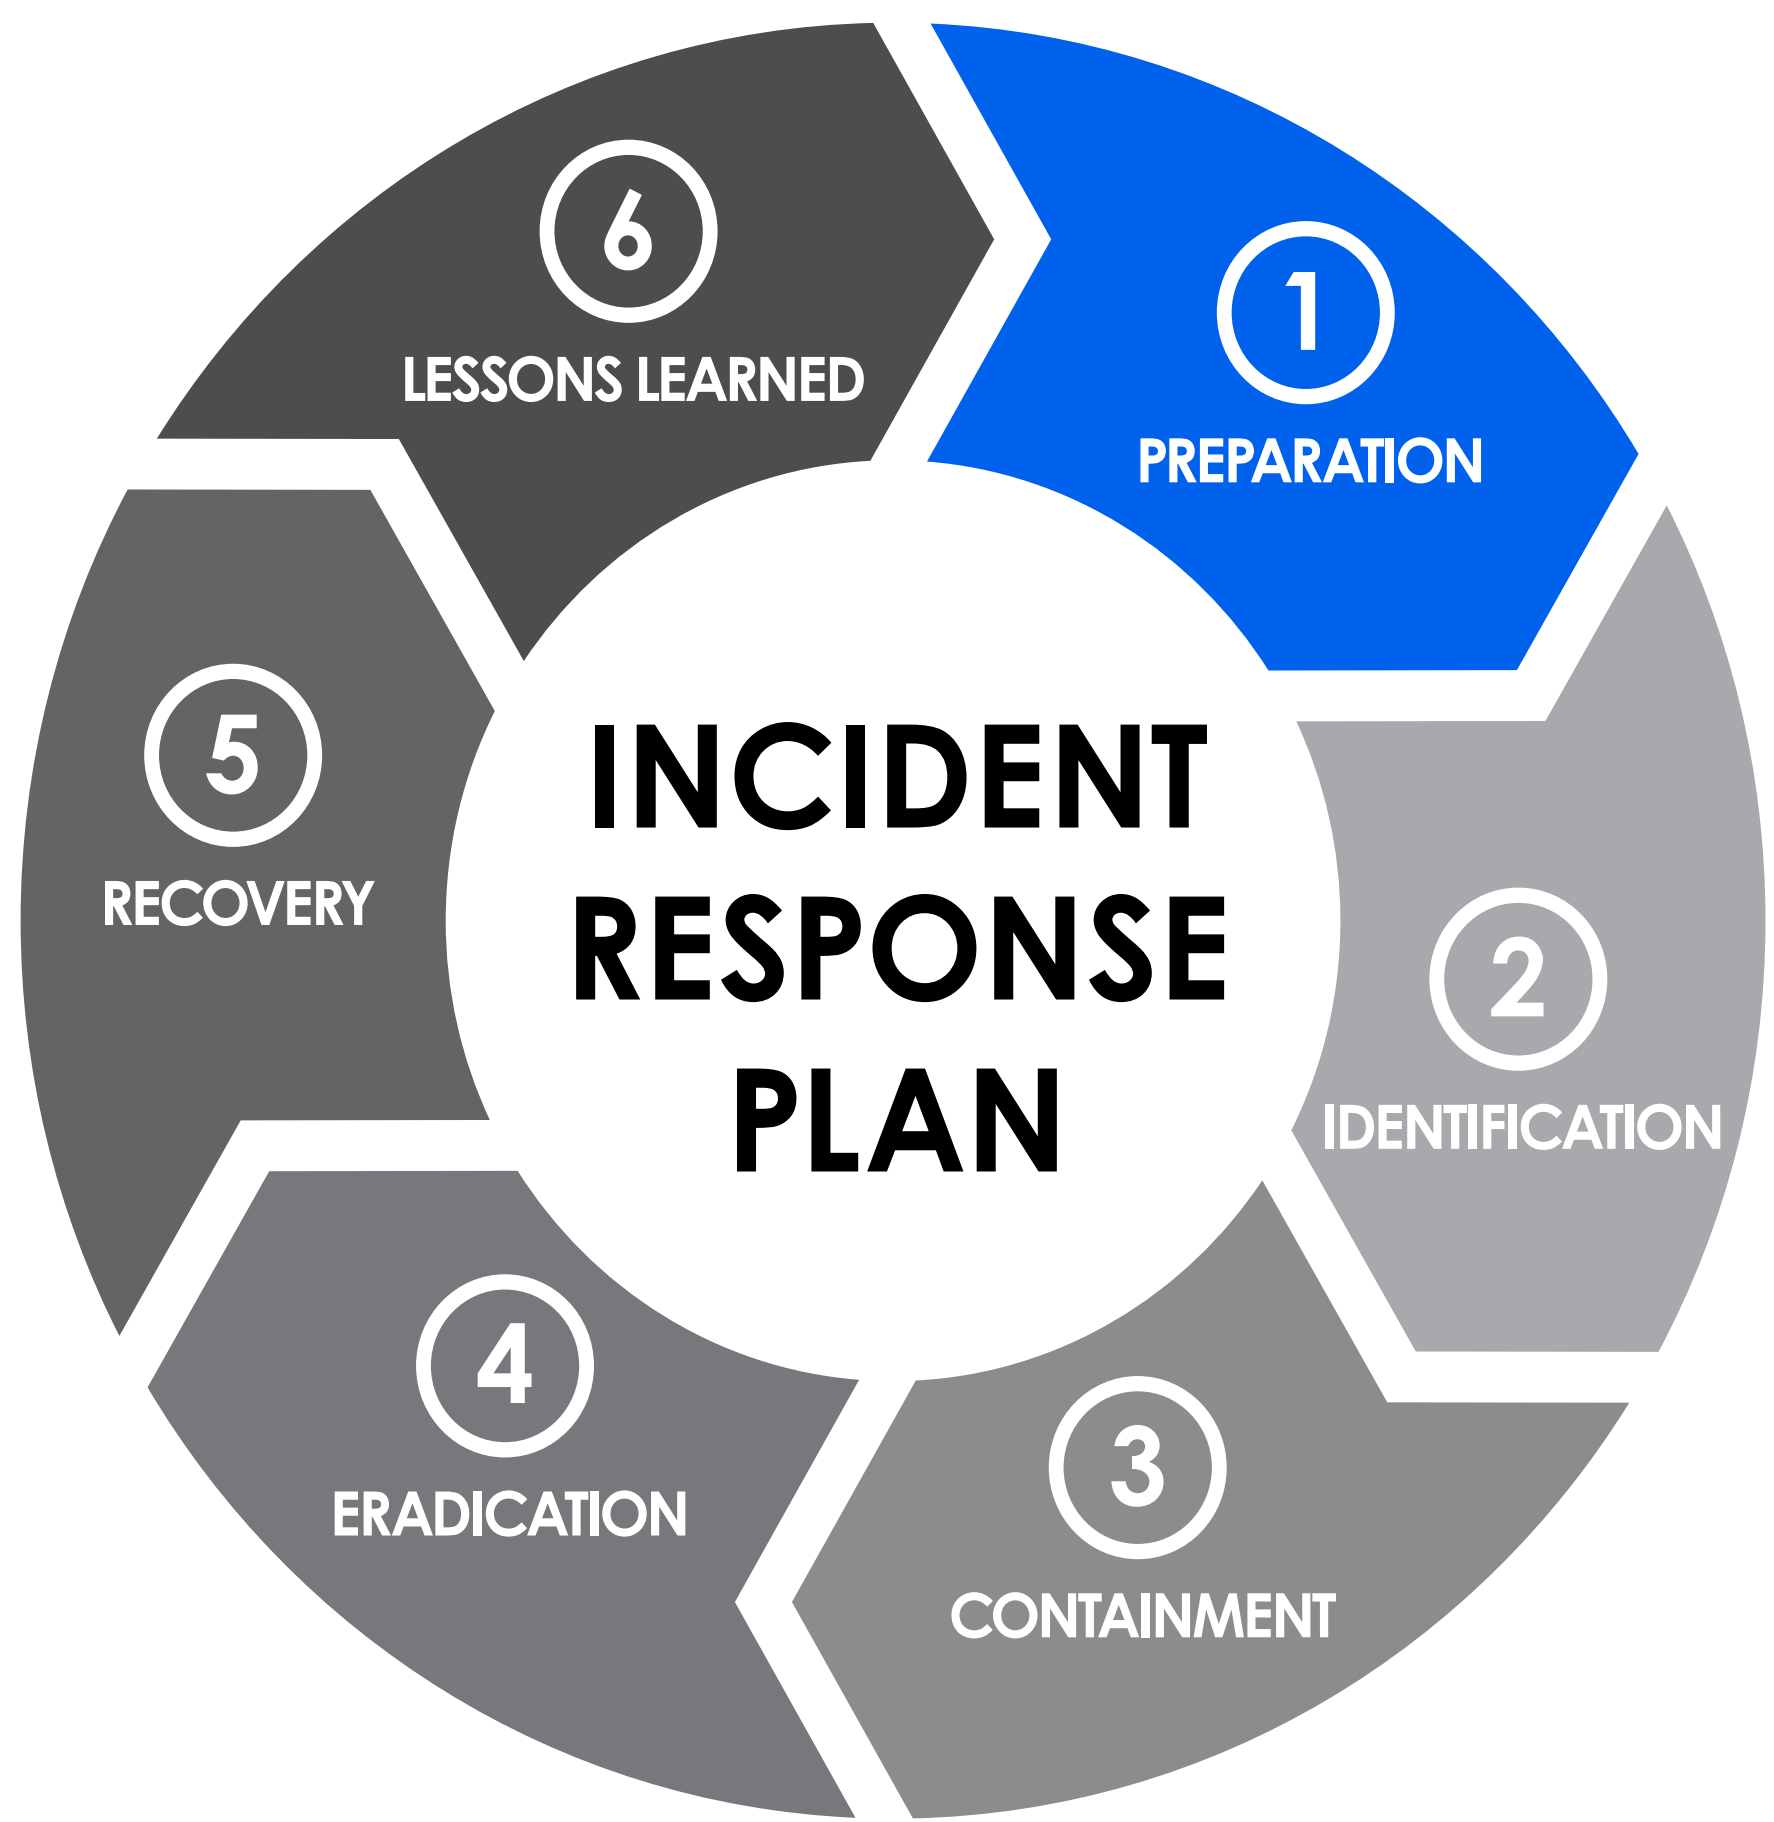 INCIDENT
RESPONSE
PLAN
1
PREPARATION
2
IDENTIFICATION
3
CONTAINMENT
4
ERADICATION
5
RECOVERY
6
LESSONS LEARNED